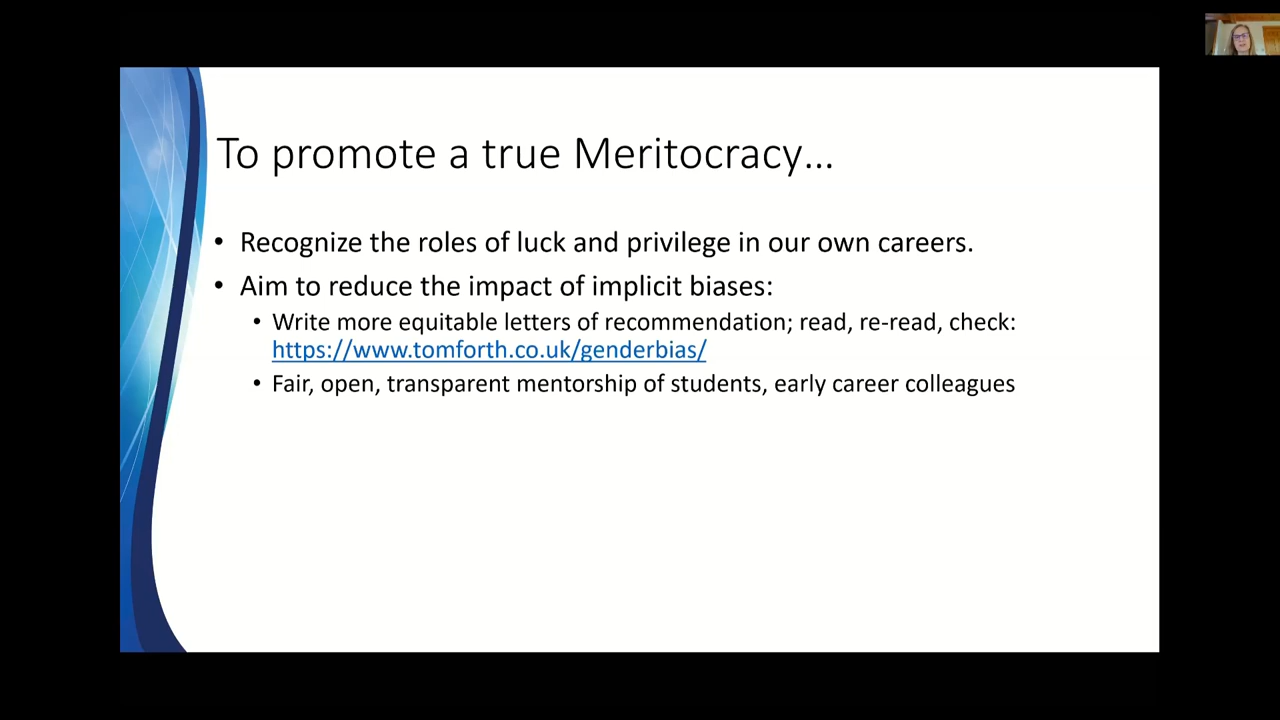 To promote a true Meritocracy...
• Recognize the roles of luck and privilege in our own careers.
• Aim to reduce the impact of implicit biases:
• Write more equitable letters of recommendation; read, re-read, check:
https://www.tomforth.co.uk/genderbias/
• Fair, open, transparent mentorship of students, early career colleagues